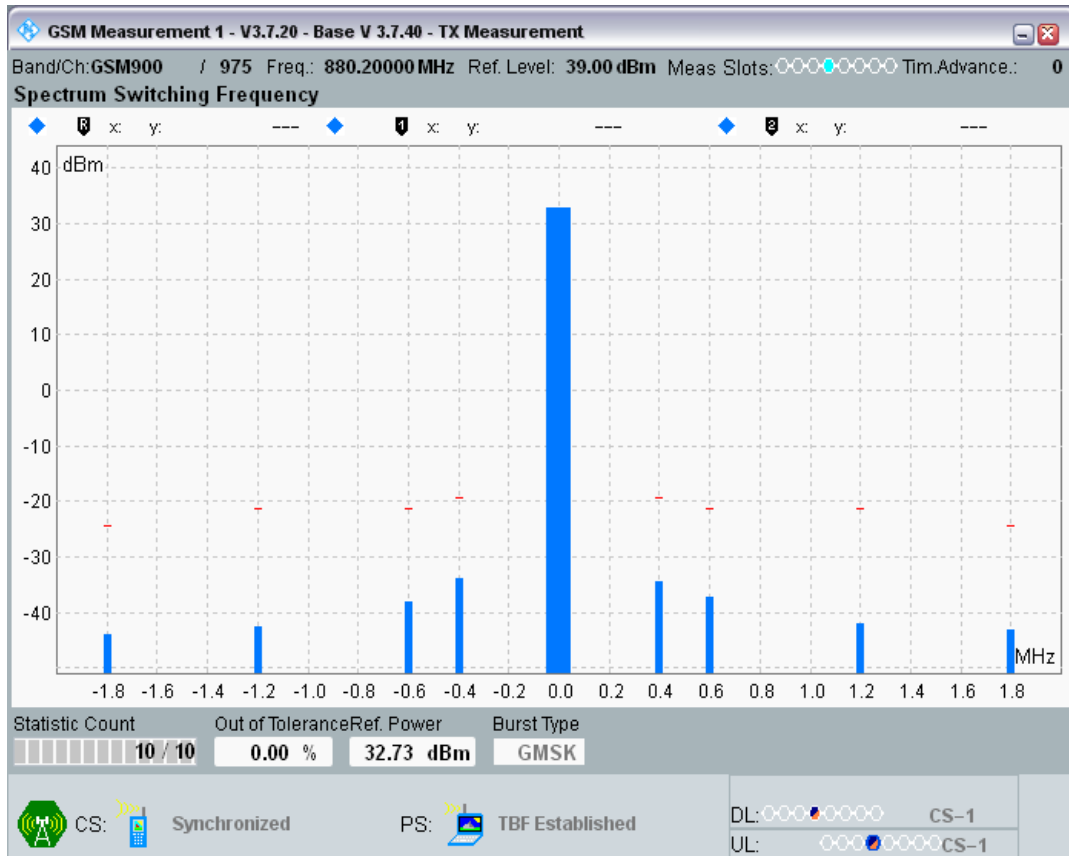 GSM Measurement 1 - V3.7.20 - Base V 3.7.40 - TX Measurement
Band/Ch:GSM900 / 975 Freq.: 880.20000 MHz Ref. Level: 39.00 dBm Meas Slots: Tim.Advance.: 0
Spectrum Switching Frequency
R x: y: --- 1 x: y: --- 2 x: y: ---
dBm
40
30
20
10
0
-10
-20
-30
-40
MHz
-1.8 -1.6 -1.4 -1.2 -1.0 -0.8 -0.6 -0.4 -0.2 0.0 0.2 0.4 0.6 0.8 1.0 1.2 1.4 1.6 1.8
Statistic Count Out of Tolerance Ref. Power Burst Type
10 / 10 0.00 % 32.73 dBm GMSK
CS: Synchronized PS: TBF Established
DL: CS-1
UL: CS-1